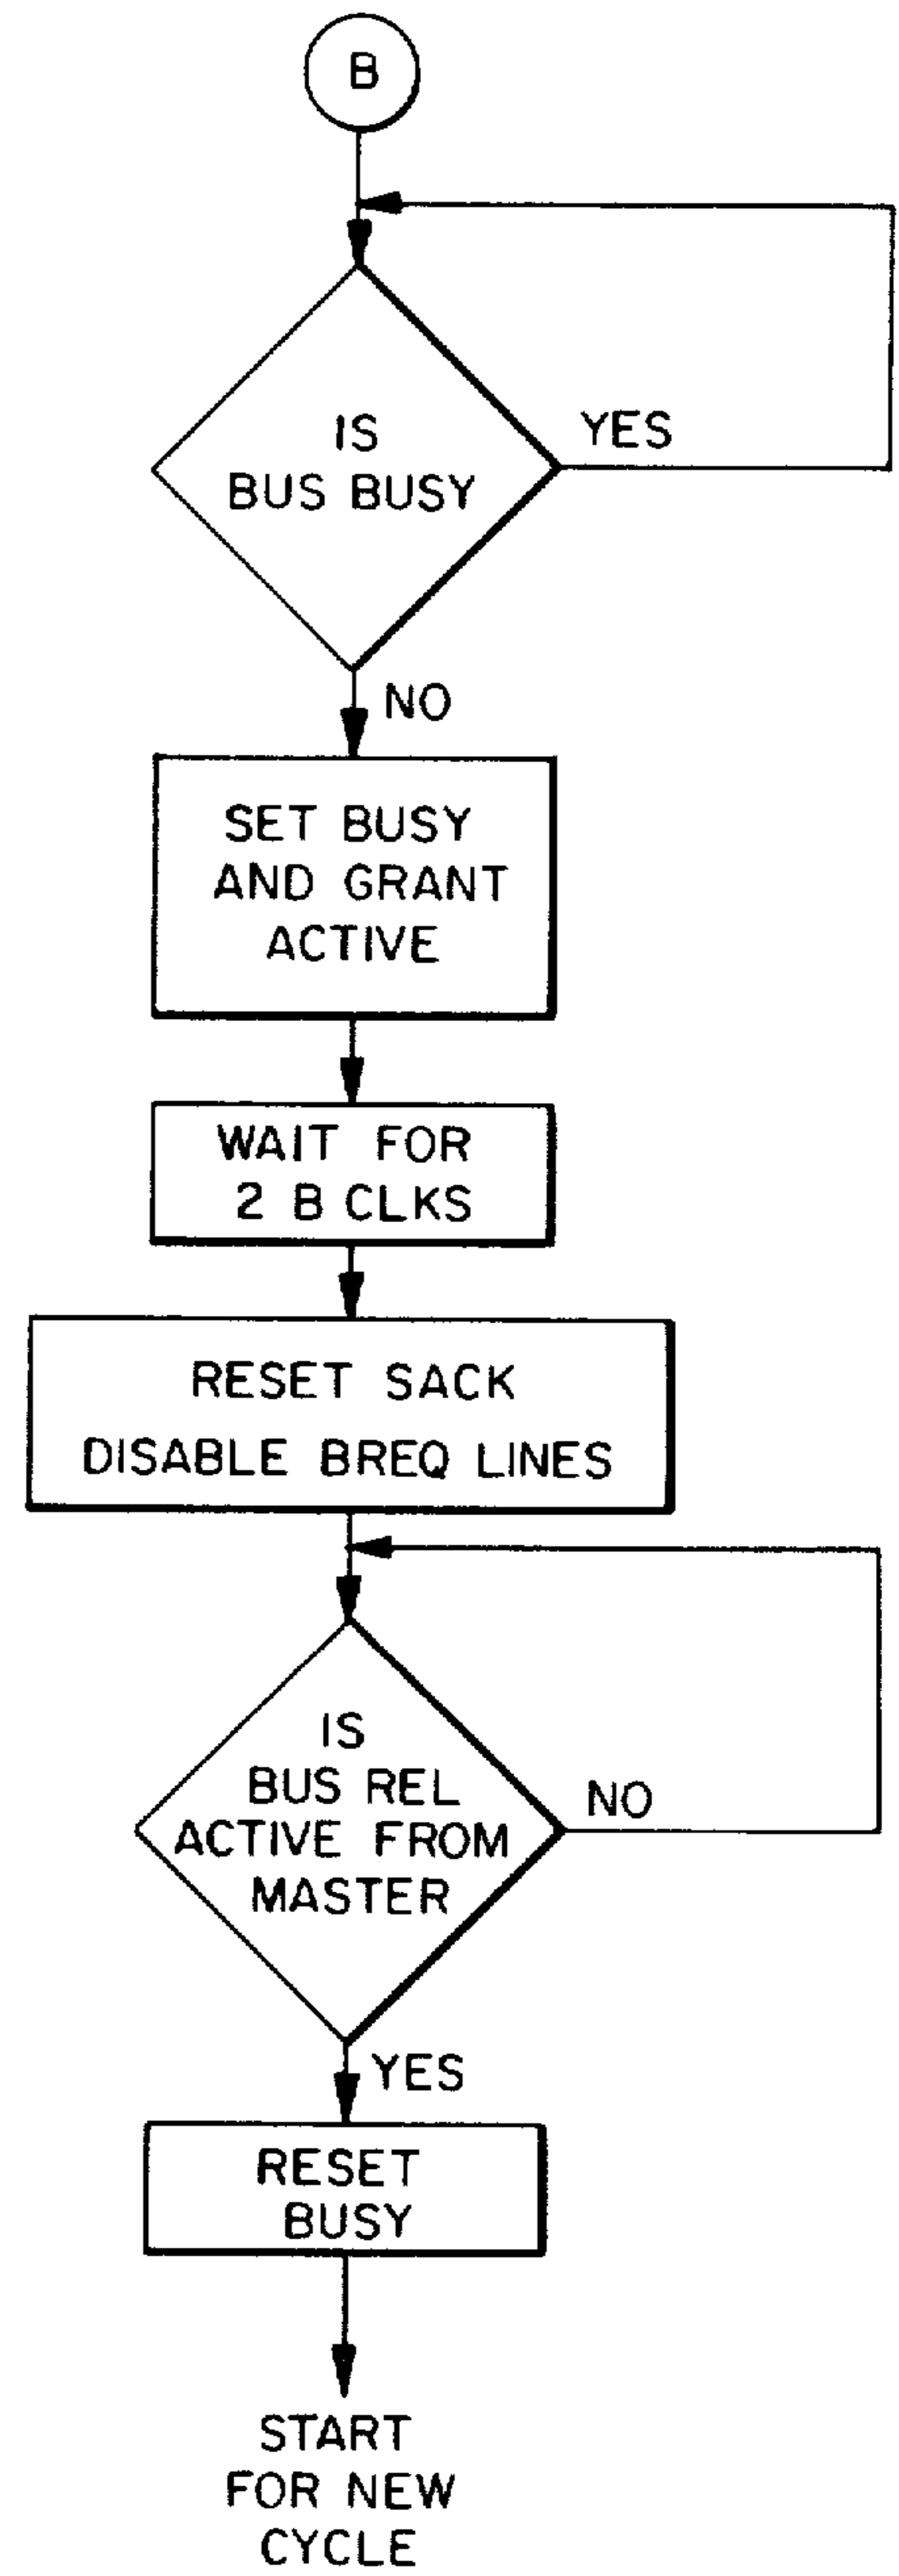 B
IS
BUS BUSY
YES
NO
SET BUSY
AND GRANT
ACTIVE
WAIT FOR
2 B CLKS
RESET SACK
DISABLE BREQ LINES
IS
BUS REL
ACTIVE FROM
MASTER
NO
YES
RESET
BUSY
START
FOR NEW
CYCLE